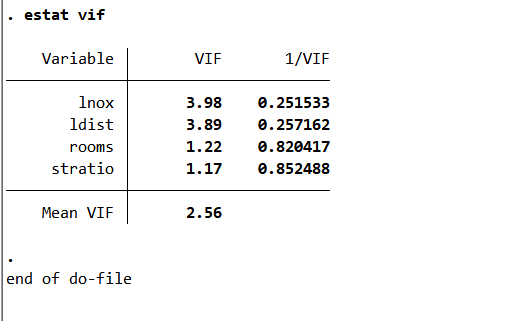 . estat vif
Variable VIF 1/VIF
lnox 3.98 0.251533
ldist 3.89 0.257162
rooms 1.22 0.820417
stratio 1.17 0.852488
Mean VIF 2.56
.
end of do-file